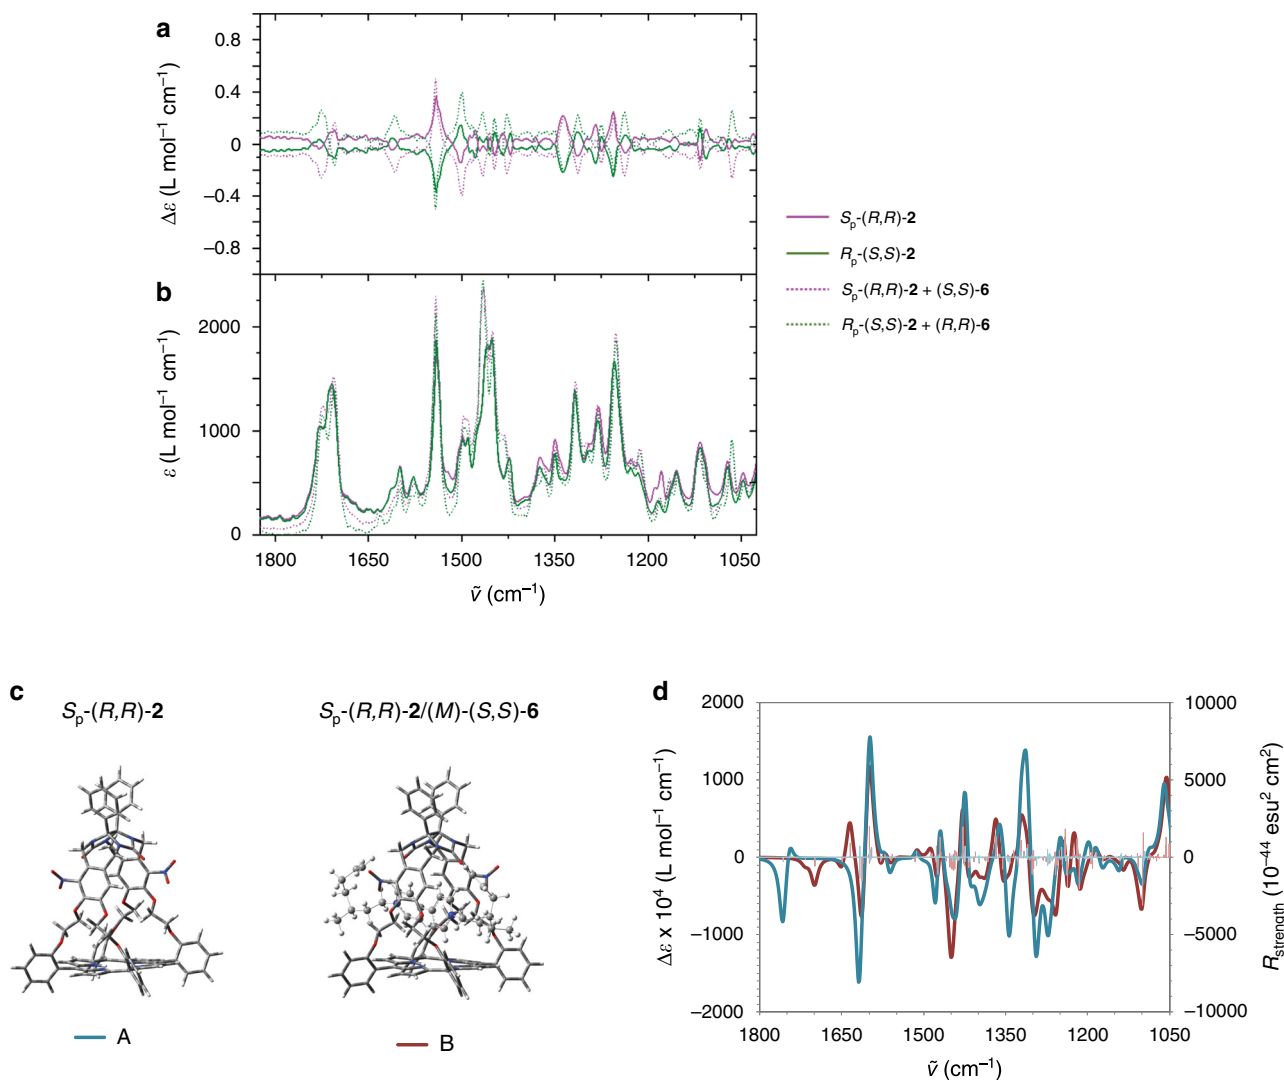 a
0.8
0.4
0
−0.4
−0.8
Δε (L mol⁻¹ cm⁻¹)
b
2000
1000
0
ε (L mol⁻¹ cm⁻¹)
1800 1650 1500 1350 1200 1050
ṽ (cm⁻¹)
Sp-(R,R)-2
Rp-(S,S)-2
Sp-(R,R)-2 + (S,S)-6
Rp-(S,S)-2 + (R,R)-6
c
Sp-(R,R)-2 Sp-(R,R)-2/(M)-(S,S)-6
A
B
d
2000
1000
0
−1000
−2000
Δε x 10⁴ (L mol⁻¹ cm⁻¹)
10000
5000
0
−5000
−10000
Rstrength (10⁻⁴⁴ esu² cm²)
1800 1650 1500 1350 1200 1050
ṽ (cm⁻¹)